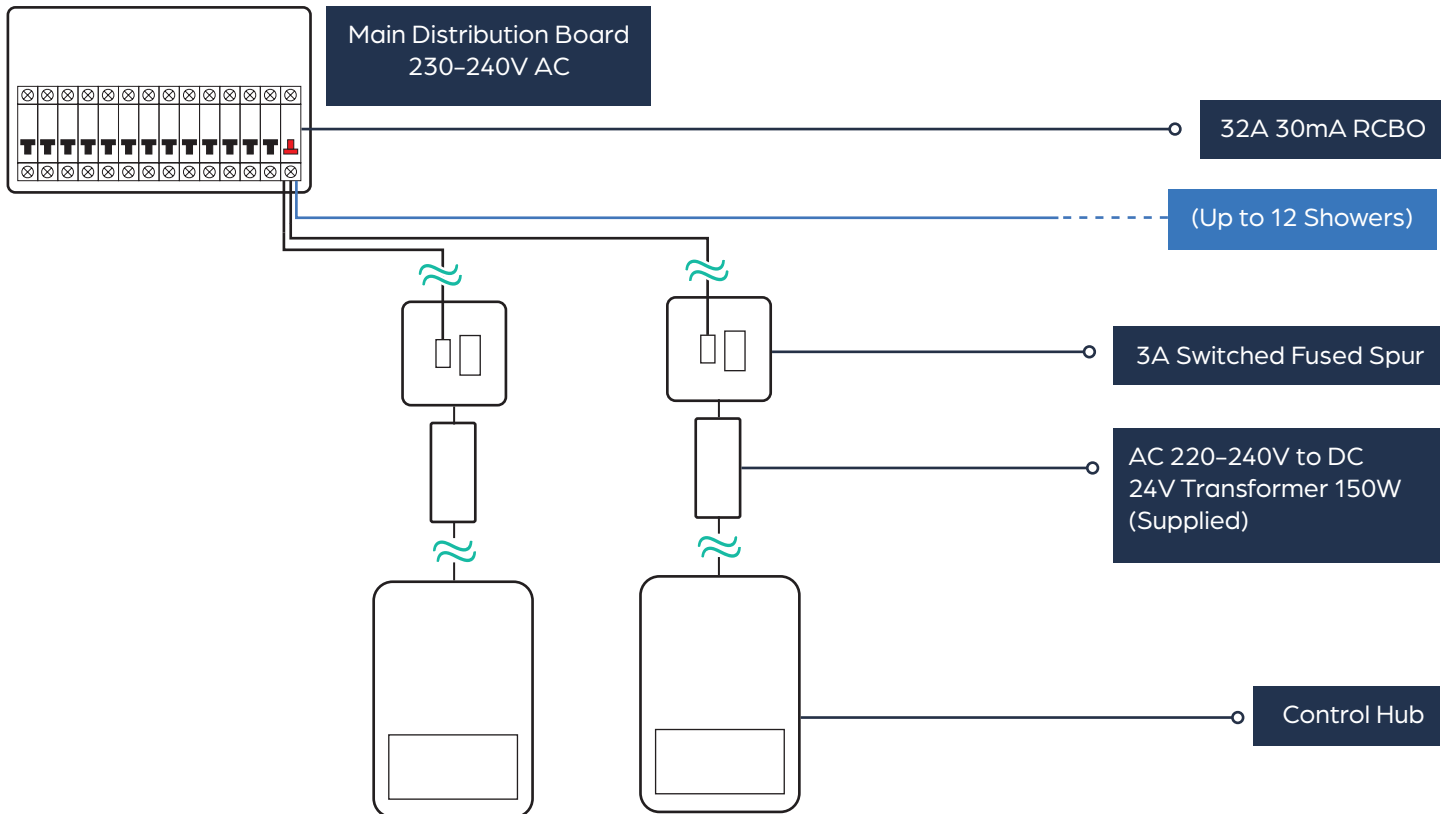 Main Distribution Board
230–240V AC
32A 30mA RCBO
(Up to 12 Showers)
3A Switched Fused Spur
AC 220–240V to DC
24V Transformer 150W
(Supplied)
Control Hub